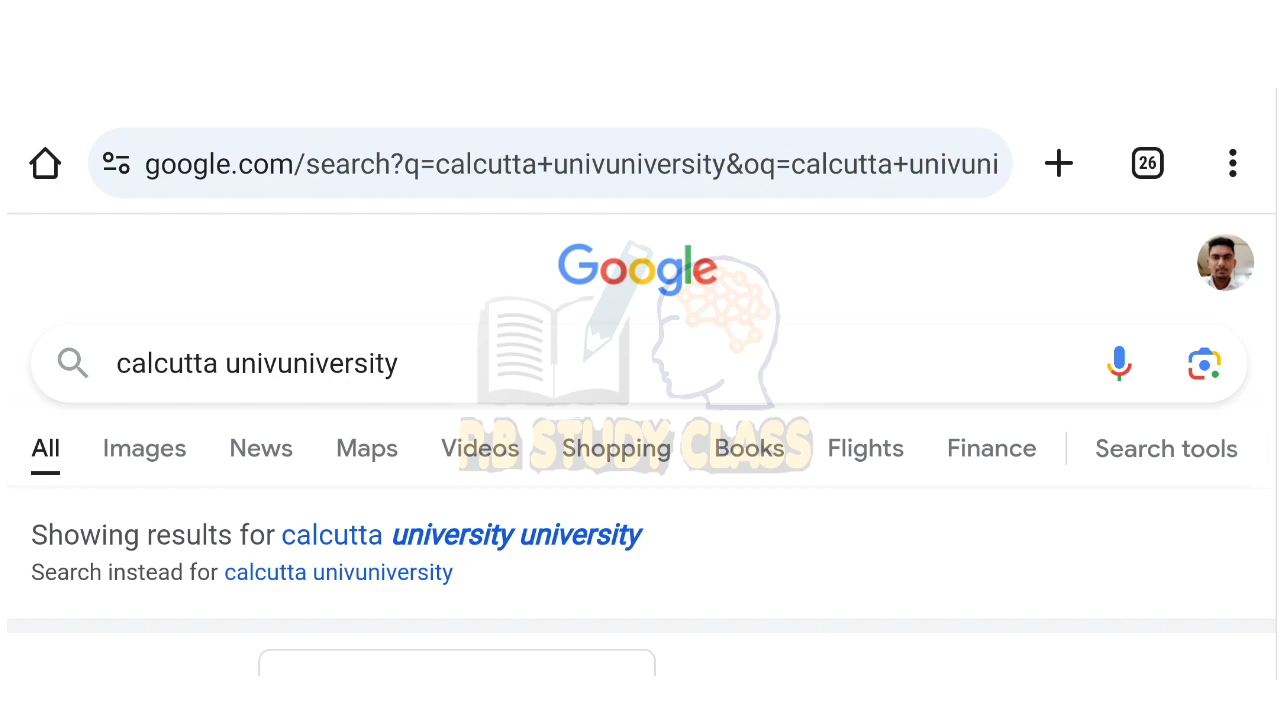 google.com/search?q=calcutta+univuniversity&oq=calcutta+univuni
26
Google
calcutta univuniversity
All Images News Maps Videos Shopping Books Flights Finance Search tools
P.B STUDY CLASS
Showing results for calcutta university university
Search instead for calcutta univuniversity